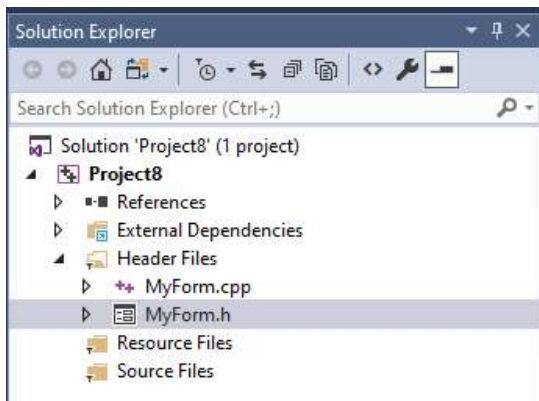 Solution Explorer
Search Solution Explorer (Ctrl+;)
Solution 'Project8' (1 project)
Project8
References
External Dependencies
Header Files
MyForm.cpp
MyForm.h
Resource Files
Source Files